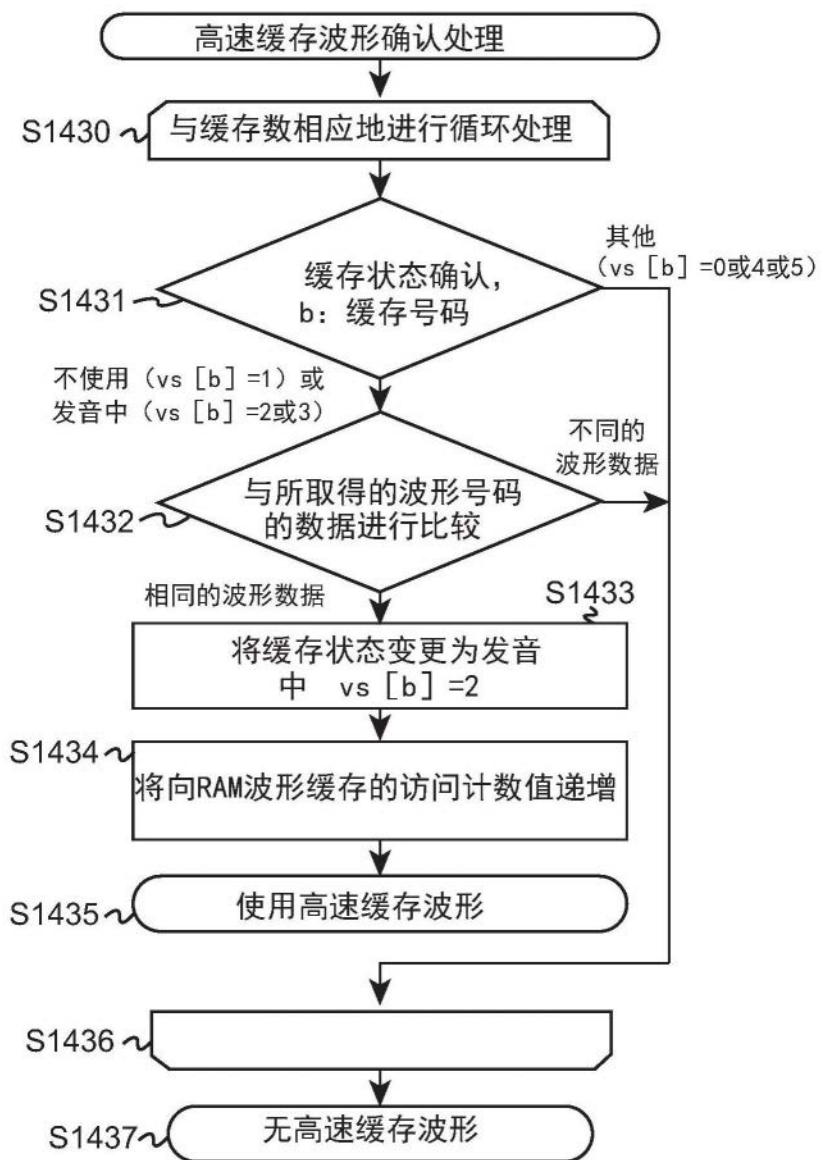 高速缓存波形确认处理
S1430
与缓存数相应地进行循环处理
其他
（vs［b］=0或4或5）
缓存状态确认，
b：缓存号码
S1431
不使用（vs［b］=1）或
发音中（vs［b］=2或3）
不同的
波形数据
与所取得的波形号码
的数据进行比较
S1432
相同的波形数据
S1433
将缓存状态变更为发音
中 vs［b］=2
S1434
将向RAM波形缓存的访问计数值递增
S1435
使用高速缓存波形
S1436
S1437
无高速缓存波形